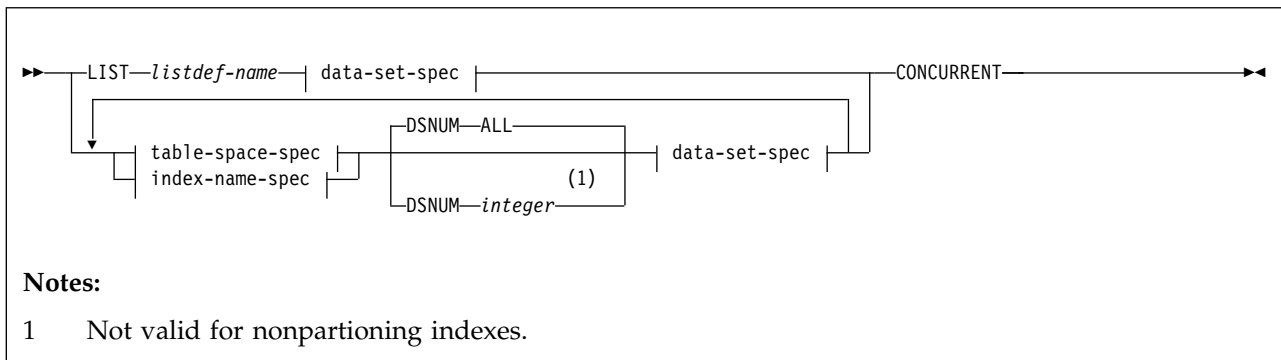 LIST listdef-name data-set-spec CONCURRENT
DSNUM ALL
table-space-spec data-set-spec
index-name-spec (1)
DSNUM integer
Notes:
1 Not valid for nonpartioning indexes.